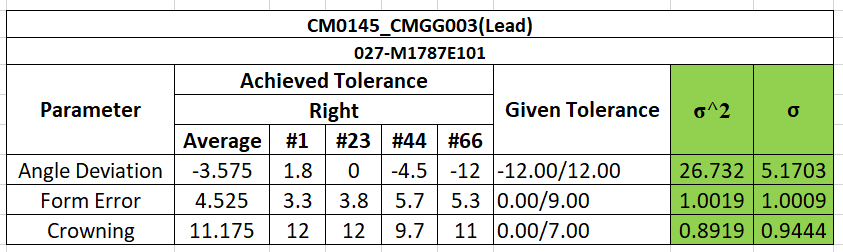 CM0145_CMGG003(Lead)
027-M1787E101
Parameter Achieved Tolerance Given Tolerance σ^2 σ
Right
Average #1 #23 #44 #66
Angle Deviation -3.575 1.8 0 -4.5 -12 -12.00/12.00 26.732 5.1703
Form Error 4.525 3.3 3.8 5.7 5.3 0.00/9.00 1.0019 1.0009
Crowning 11.175 12 12 9.7 11 0.00/7.00 0.8919 0.9444